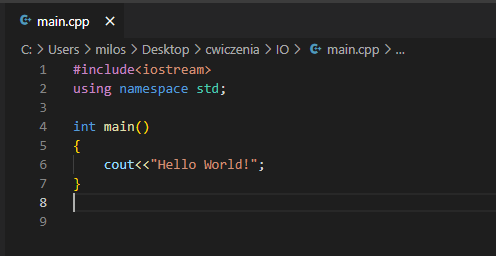 main.cpp ×
C: > Users > milos > Desktop > cwiczenia > IO > main.cpp > ...
1 #include<iostream>
2 using namespace std;
3
4 int main()
5 {
6     cout<<"Hello World!";
7 }
8
9